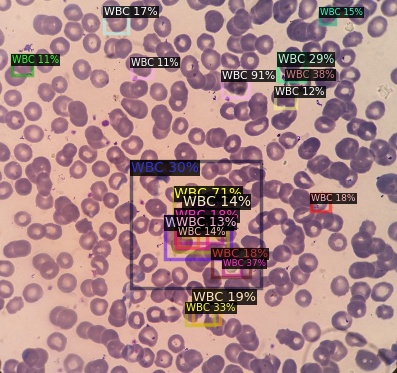 WBC 17%
WBC 15%
WBC 11%
WBC 11%
WBC 29%
WBC 91%
WBC 38%
WBC 12%
WBC 30%
WBC 71%
WBC 14%
WBC 18%
WBC 18%
WBC 13%
WBC 14%
WBC 18%
WBC 37%
WBC 19%
WBC 33%